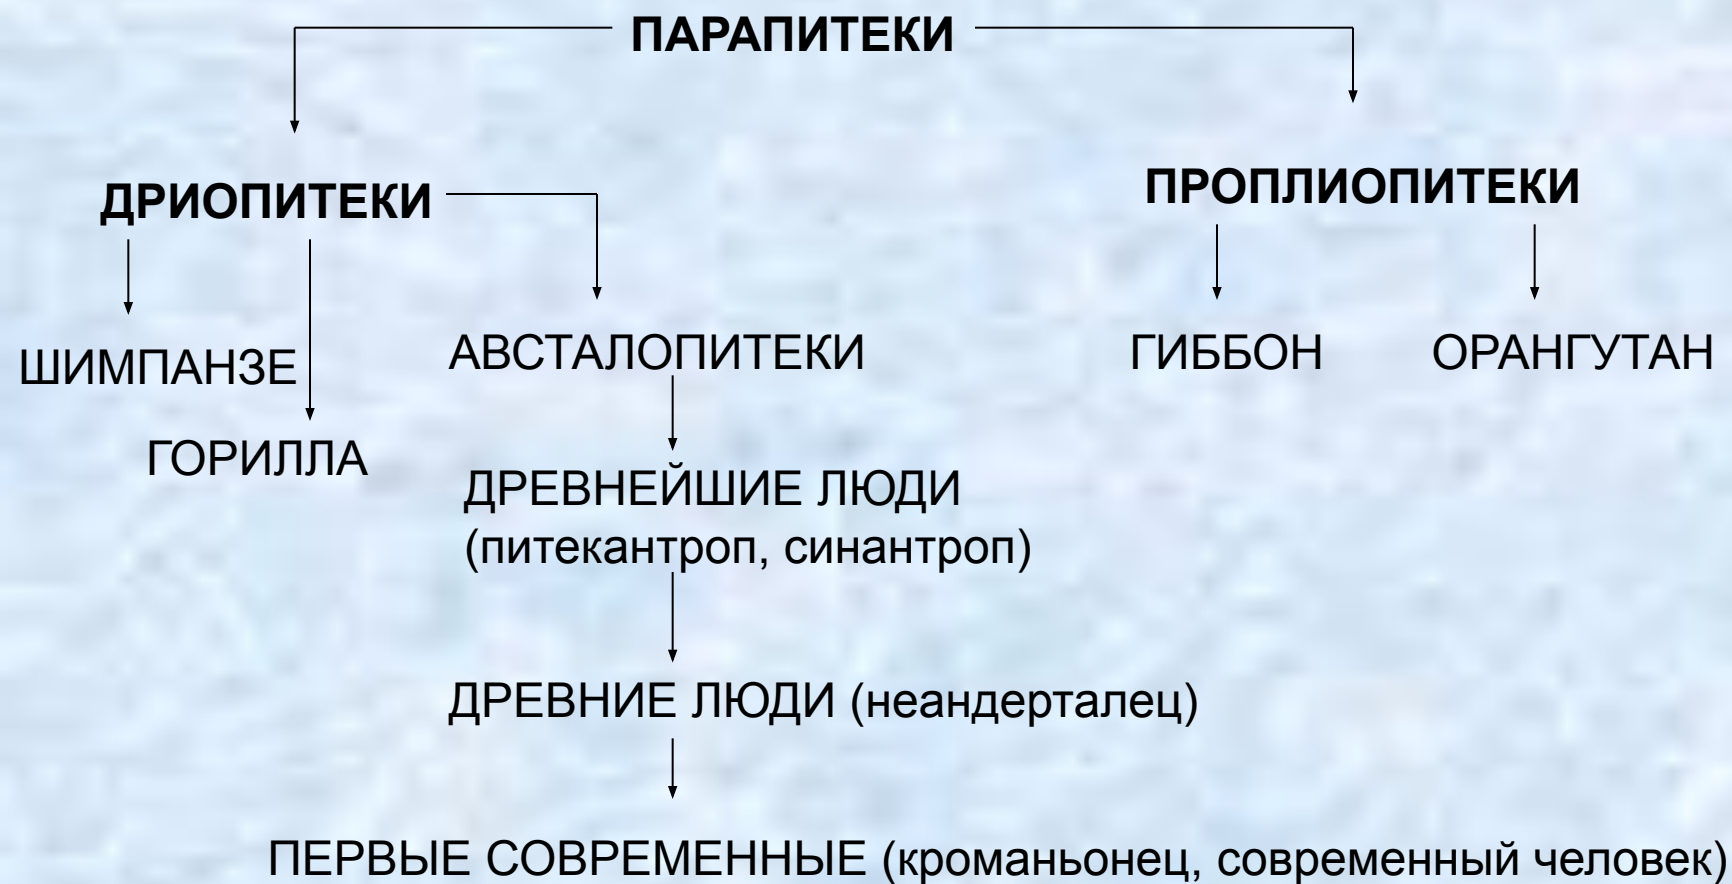 ПАРАПИТЕКИ
ДРИОПИТЕКИ
ПРОПЛИОПИТЕКИ
ШИМПАНЗЕ
АВСТАЛОПИТЕКИ
ГИББОН
ОРАНГУТАН
ГОРИЛЛА
ДРЕВНЕЙШИЕ ЛЮДИ
(питекантроп, синантроп)
ДРЕВНИЕ ЛЮДИ (неандерталец)
ПЕРВЫЕ СОВРЕМЕННЫЕ (кроманьонец, современный человек)